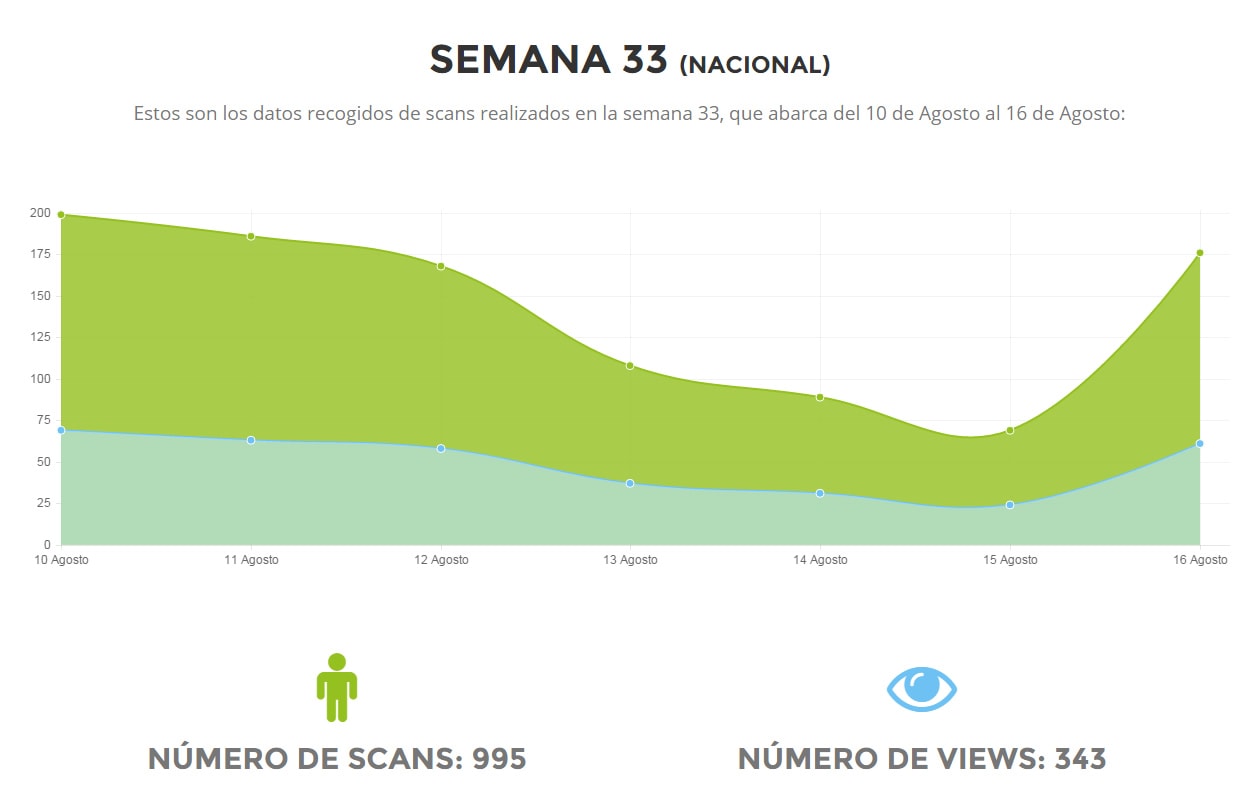 SEMANA 33 (NACIONAL)
Estos son los datos recogidos de scans realizados en la semana 33, que abarca del 10 de Agosto al 16 de Agosto:
200
175
150
125
100
75
50
25
0
10 Agosto 11 Agosto 12 Agosto 13 Agosto 14 Agosto 15 Agosto 16 Agosto
NÚMERO DE SCANS: 995 NÚMERO DE VIEWS: 343